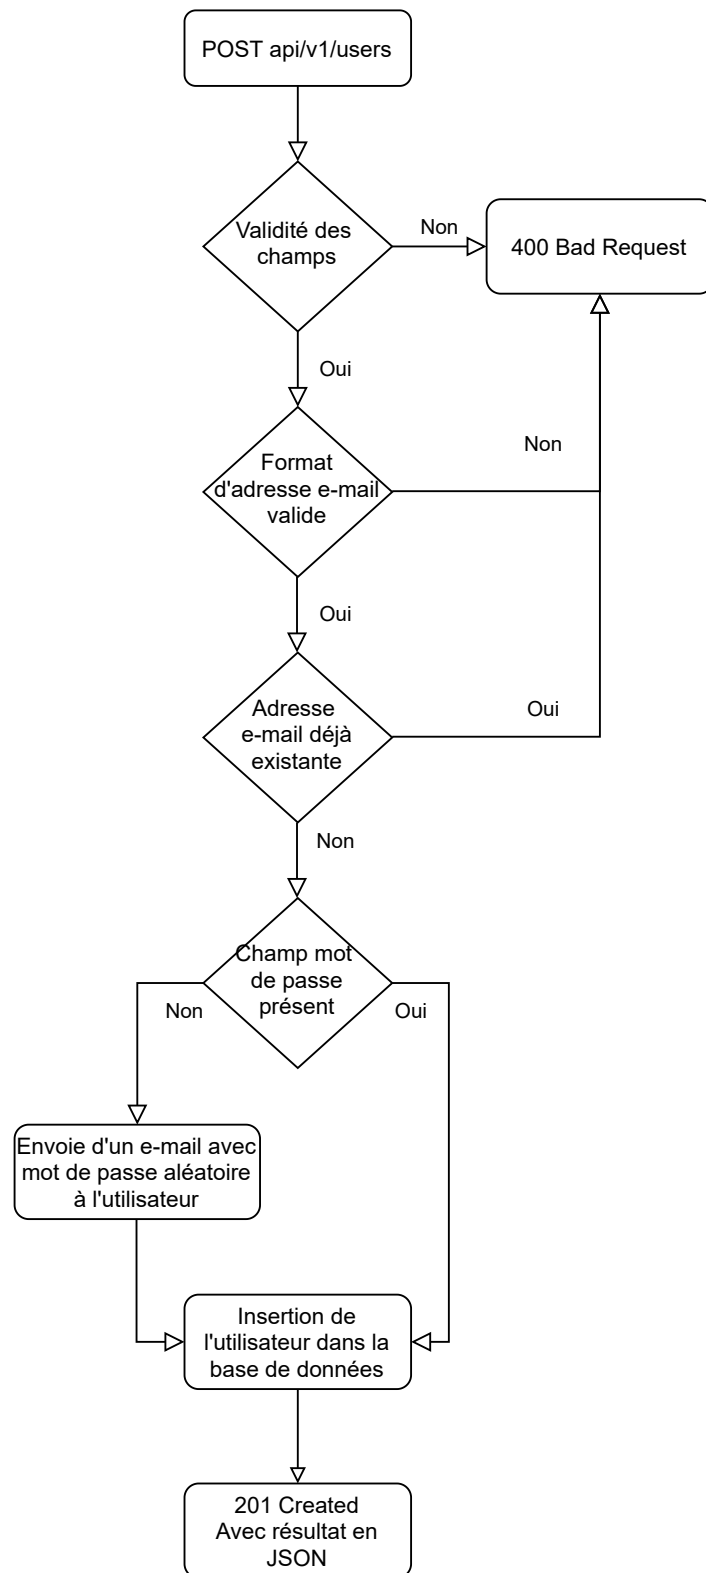 POST api/v1/users
Validité des
champs
Non
400 Bad Request
Oui
Format
d'adresse e-mail
valide
Non
Oui
Adresse
e-mail déjà
existante
Oui
Non
Champ mot
de passe
présent
Non
Oui
Envoie d'un e-mail avec
mot de passe aléatoire
à l'utilisateur
Insertion de
l'utilisateur dans la
base de données
201 Created
Avec résultat en
JSON